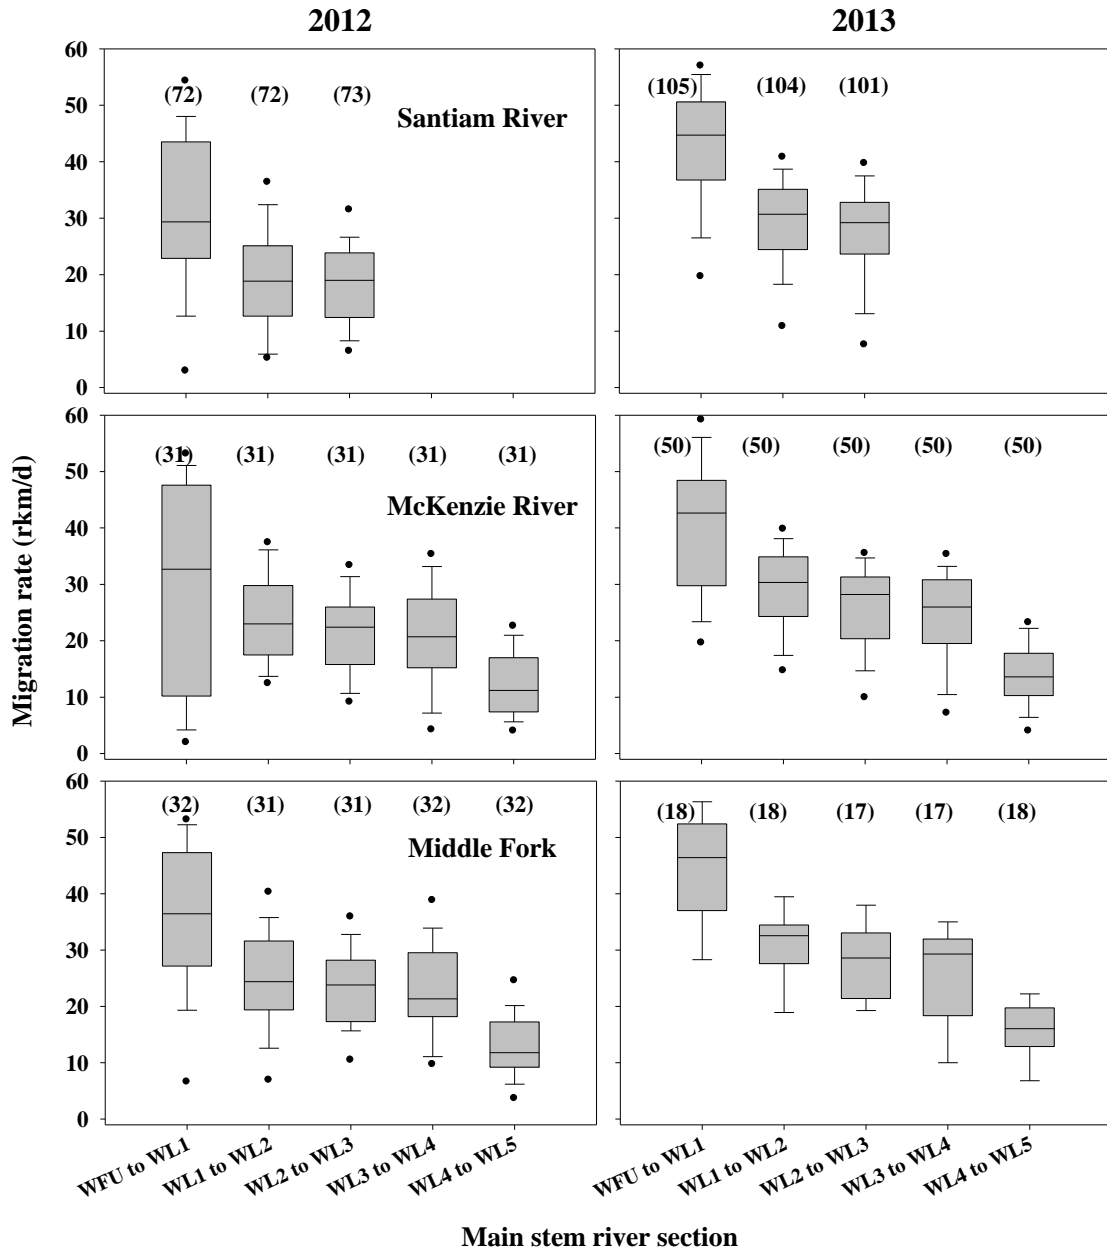 2012 2013
60
(72) (72) (73) (105) (104) (101)
50
Santiam River
40
30
20
10
0
60
(31) (31) (31) (31) (31) (50) (50) (50) (50) (50)
50
McKenzie River
40
30
20
10
0
Migration rate (rkm/d)
60
(32) (31) (31) (32) (32) (18) (18) (17) (17) (18)
50
Middle Fork
40
30
20
10
0
WFU to WL1 WL1 to WL2 WL2 to WL3 WL3 to WL4 WL4 to WL5 WFU to WL1 WL1 to WL2 WL2 to WL3 WL3 to WL4 WL4 to WL5
Main stem river section